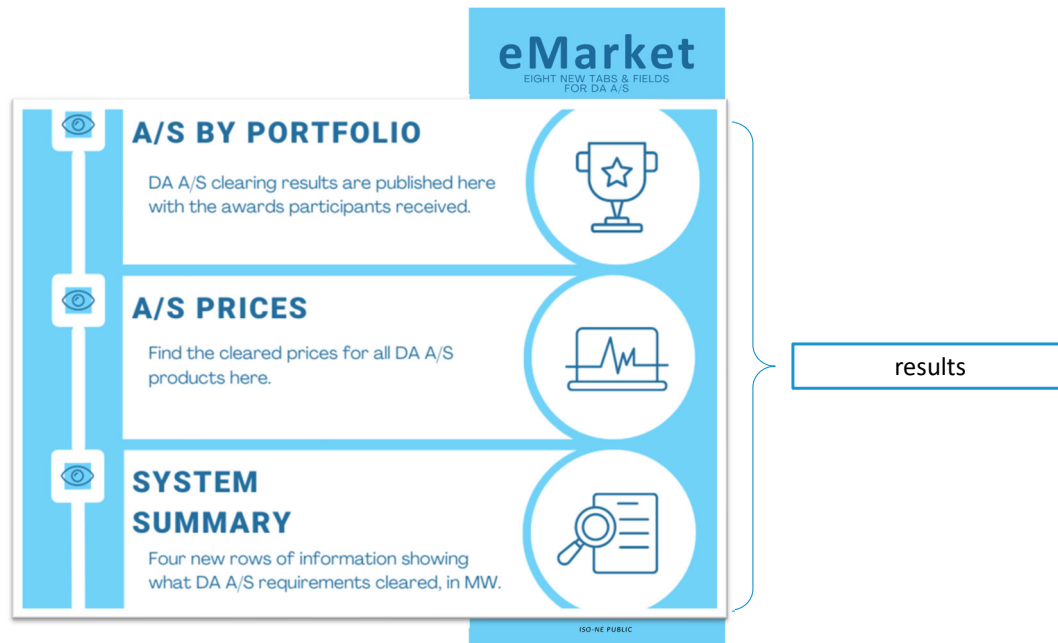 eMarket
EIGHT NEW TABS & FIELDS
FOR DA A/S
A/S BY PORTFOLIO
DA A/S clearing results are published here
with the awards participants received.
A/S PRICES
Find the cleared prices for all DA A/S
products here.
SYSTEM
SUMMARY
Four new rows of information showing
what DA A/S requirements cleared, in MW.
results
ISO-NE PUBLIC